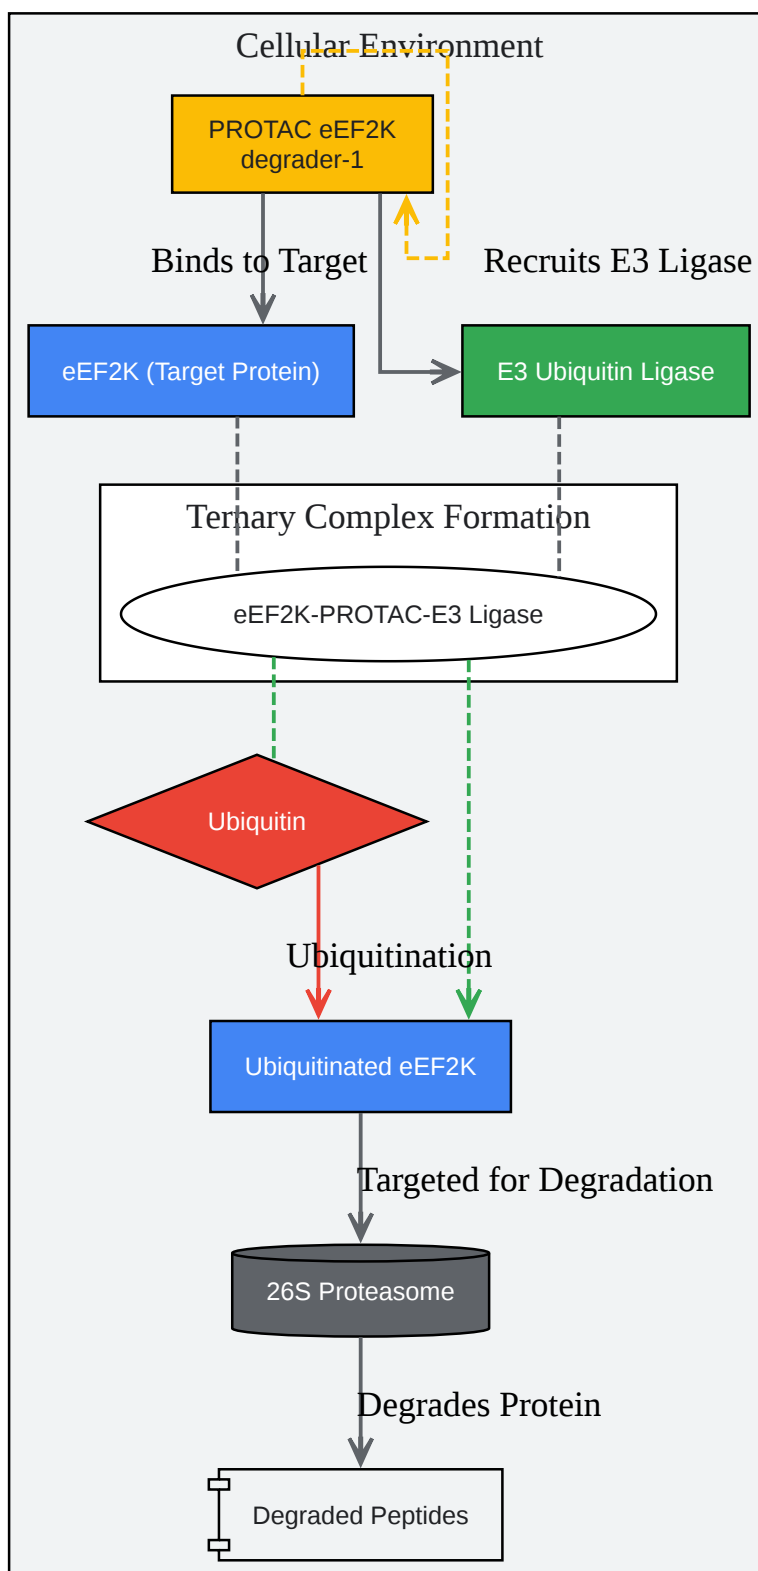 Cellular Environment
PROTAC eEF2K
degrader-1
Binds to Target
Recruits E3 Ligase
eEF2K (Target Protein)
E3 Ubiquitin Ligase
Ternary Complex Formation
eEF2K-PROTAC-E3 Ligase
Ubiquitin
Ubiquitination
Ubiquitinated eEF2K
Targeted for Degradation
26S Proteasome
Degrades Protein
Degraded Peptides